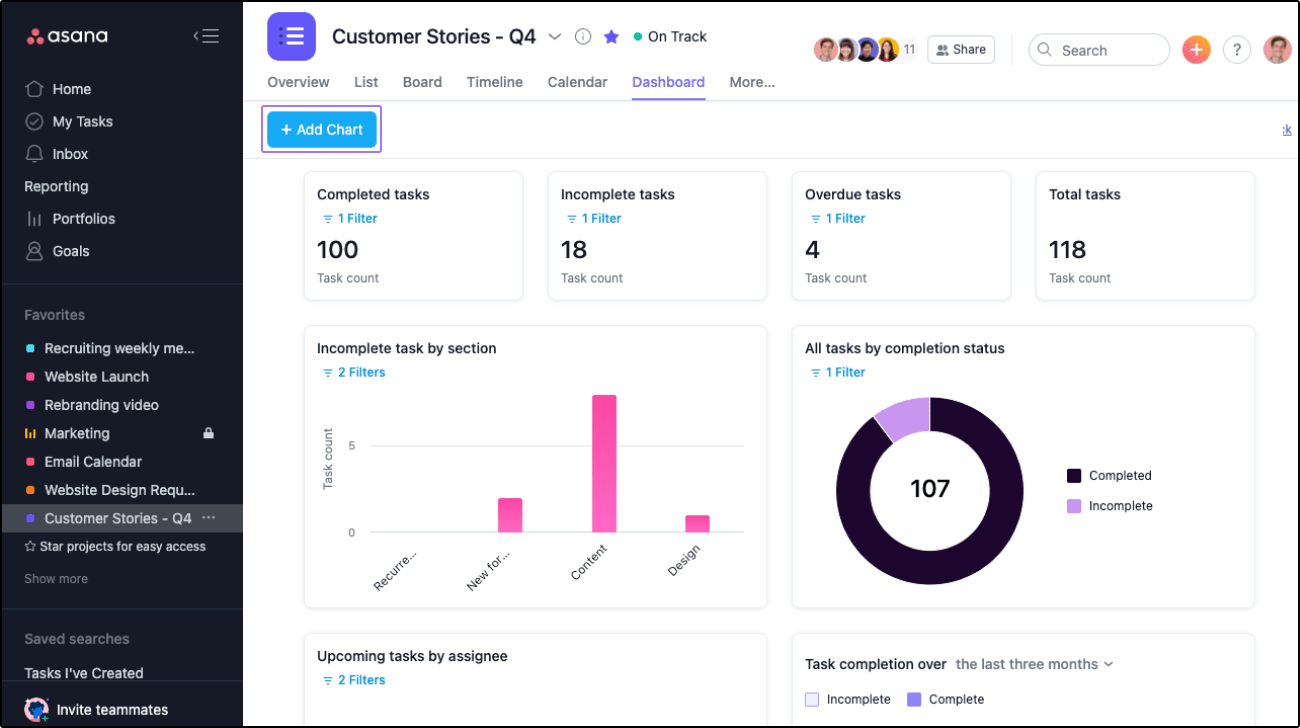 asana
Home
My Tasks
Inbox
Reporting
Portfolios
Goals
Favorites
Recruiting weekly me...
Website Launch
Rebranding video
Marketing
Email Calendar
Website Design Requ...
Customer Stories - Q4 ...
Star projects for easy access
Show more
Saved searches
Tasks I've Created
Invite teammates
Customer Stories - Q4
On Track
11
Share
Search
?
Overview List Board Timeline Calendar Dashboard More...
+ Add Chart
Completed tasks
1 Filter
100
Task count
Incomplete tasks
1 Filter
18
Task count
Overdue tasks
1 Filter
4
Task count
Total tasks
118
Task count
Incomplete task by section
2 Filters
Task count
5
0
Recurre...
New for...
Content
Design
All tasks by completion status
1 Filter
107
Completed
Incomplete
Upcoming tasks by assignee
2 Filters
Task completion over the last three months
Incomplete Complete